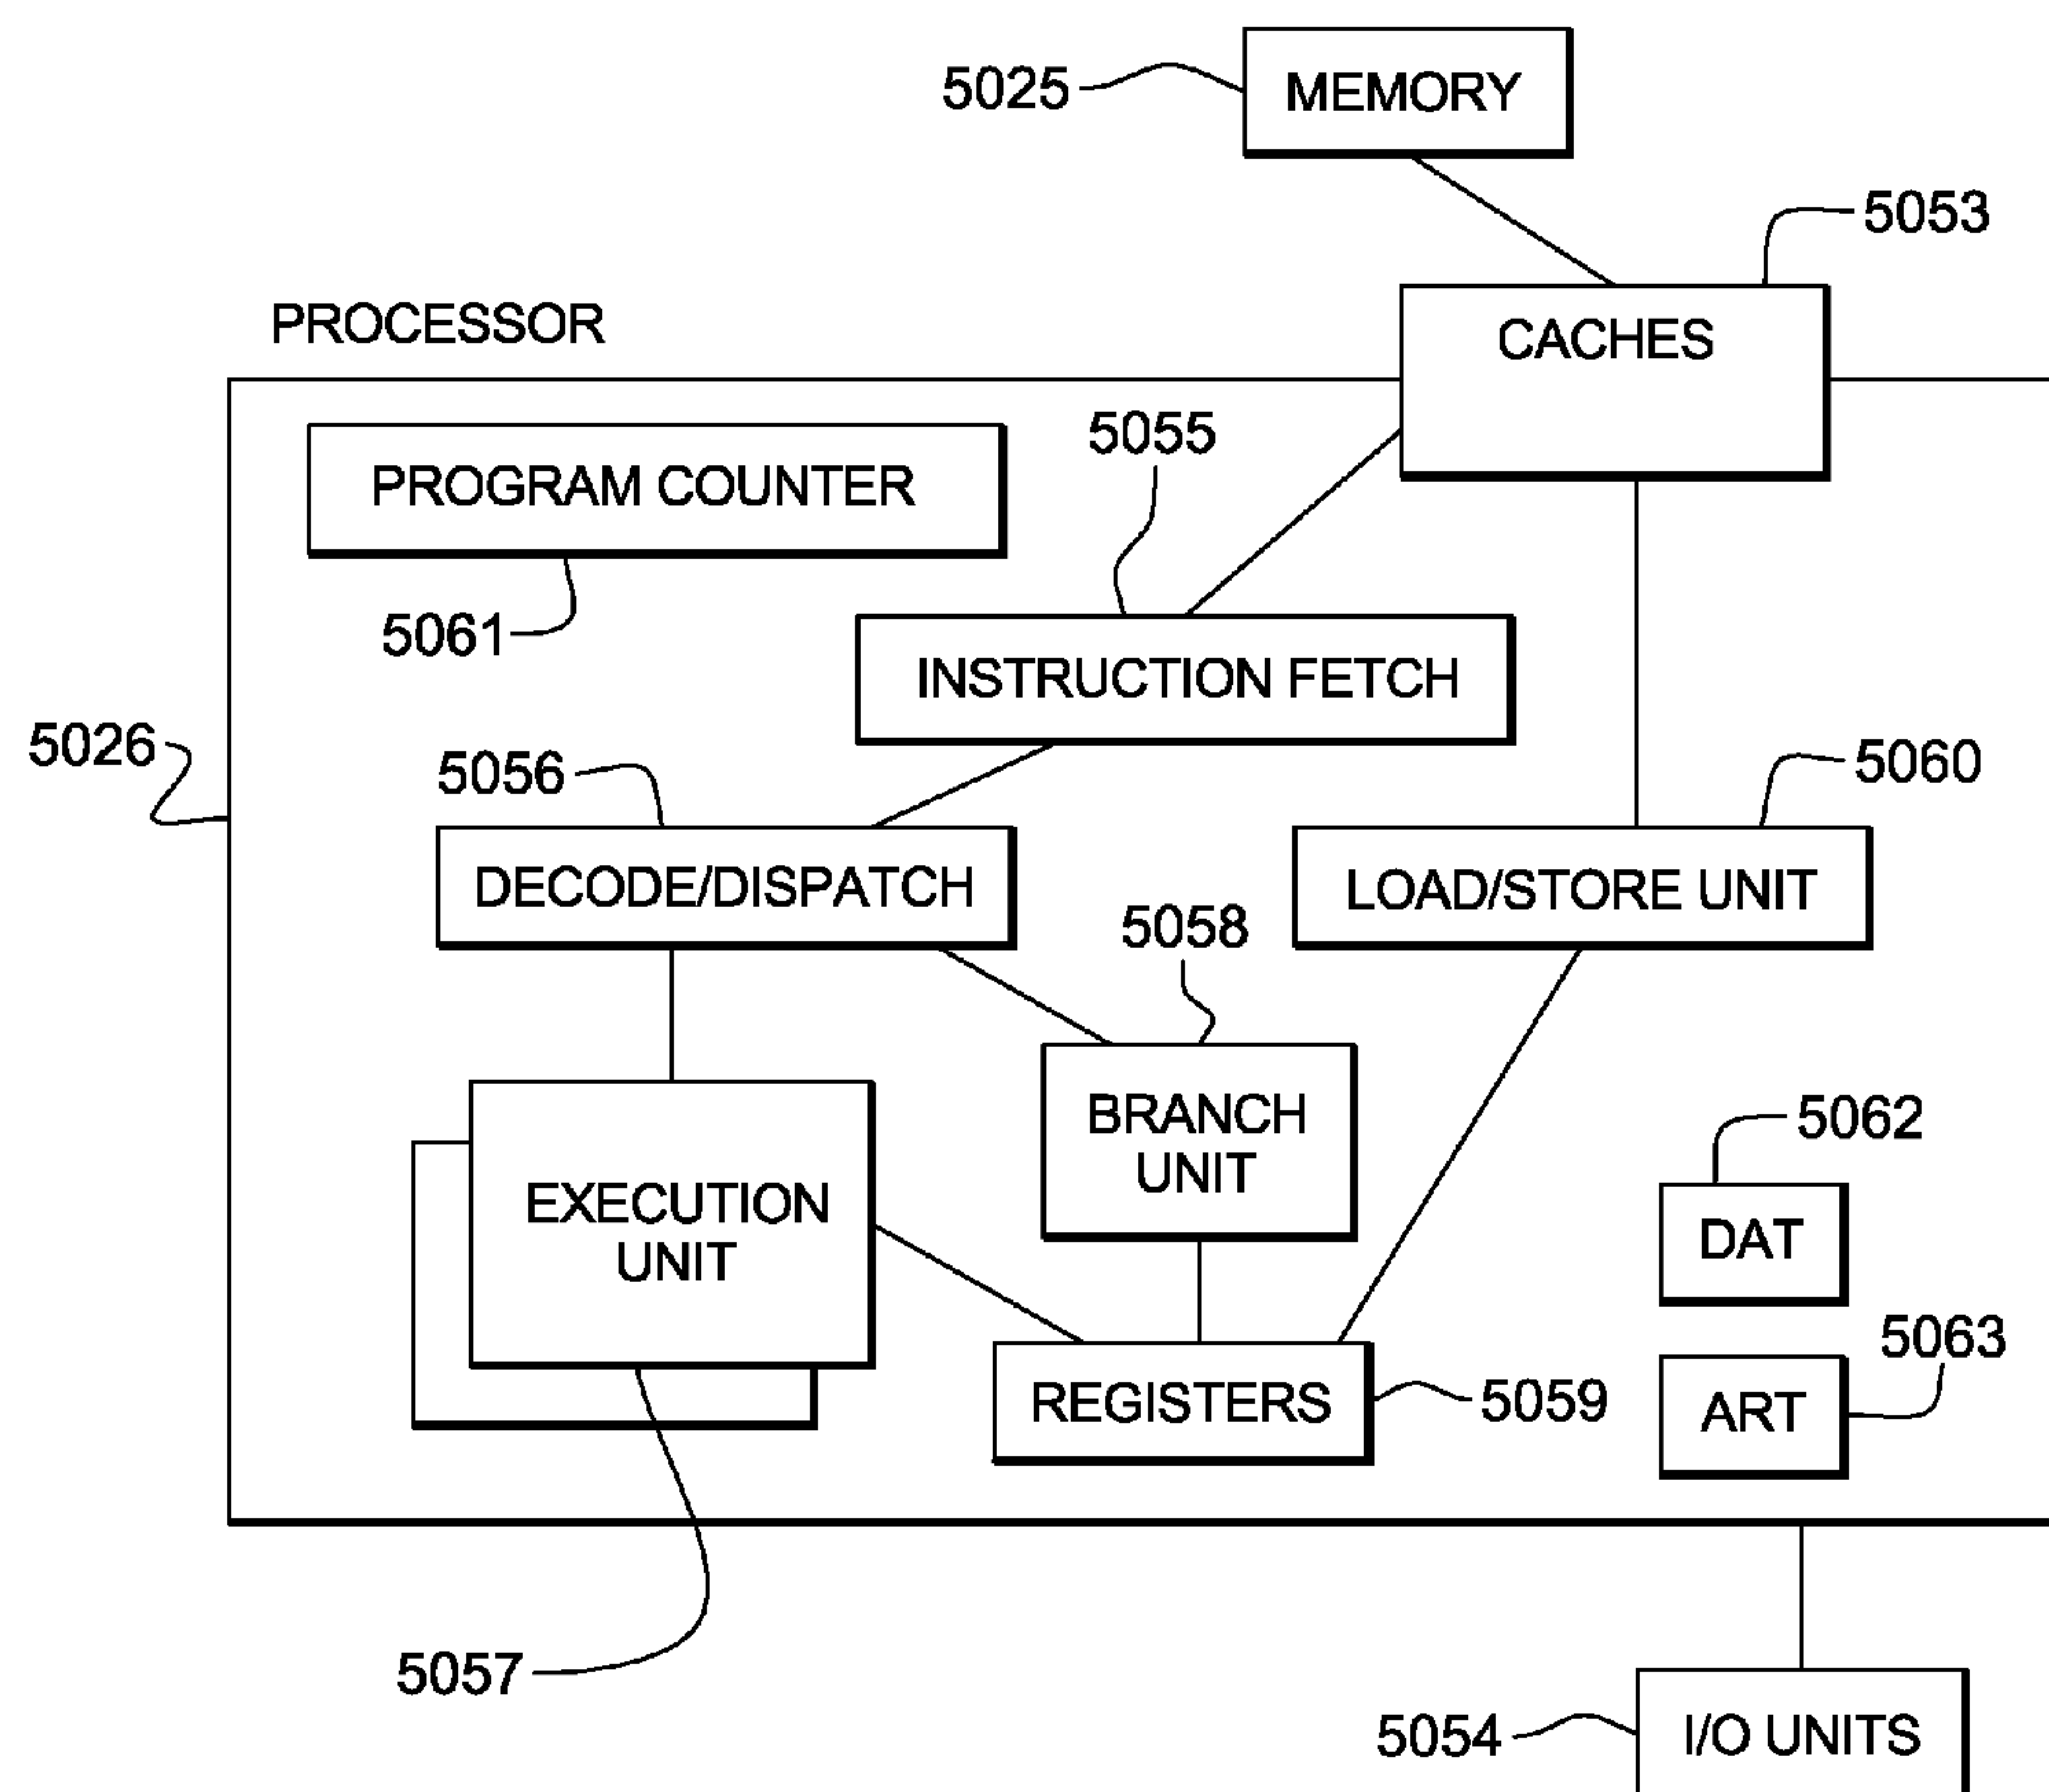 MEMORY
5025
5053
CACHES
PROCESSOR
5055
PROGRAM COUNTER
5061
INSTRUCTION FETCH
5026
5056
5060
DECODE/DISPATCH
LOAD/STORE UNIT
5058
BRANCH
UNIT
5062
EXECUTION
UNIT
DAT
5063
REGISTERS
5059
ART
5057
5054
I/O UNITS